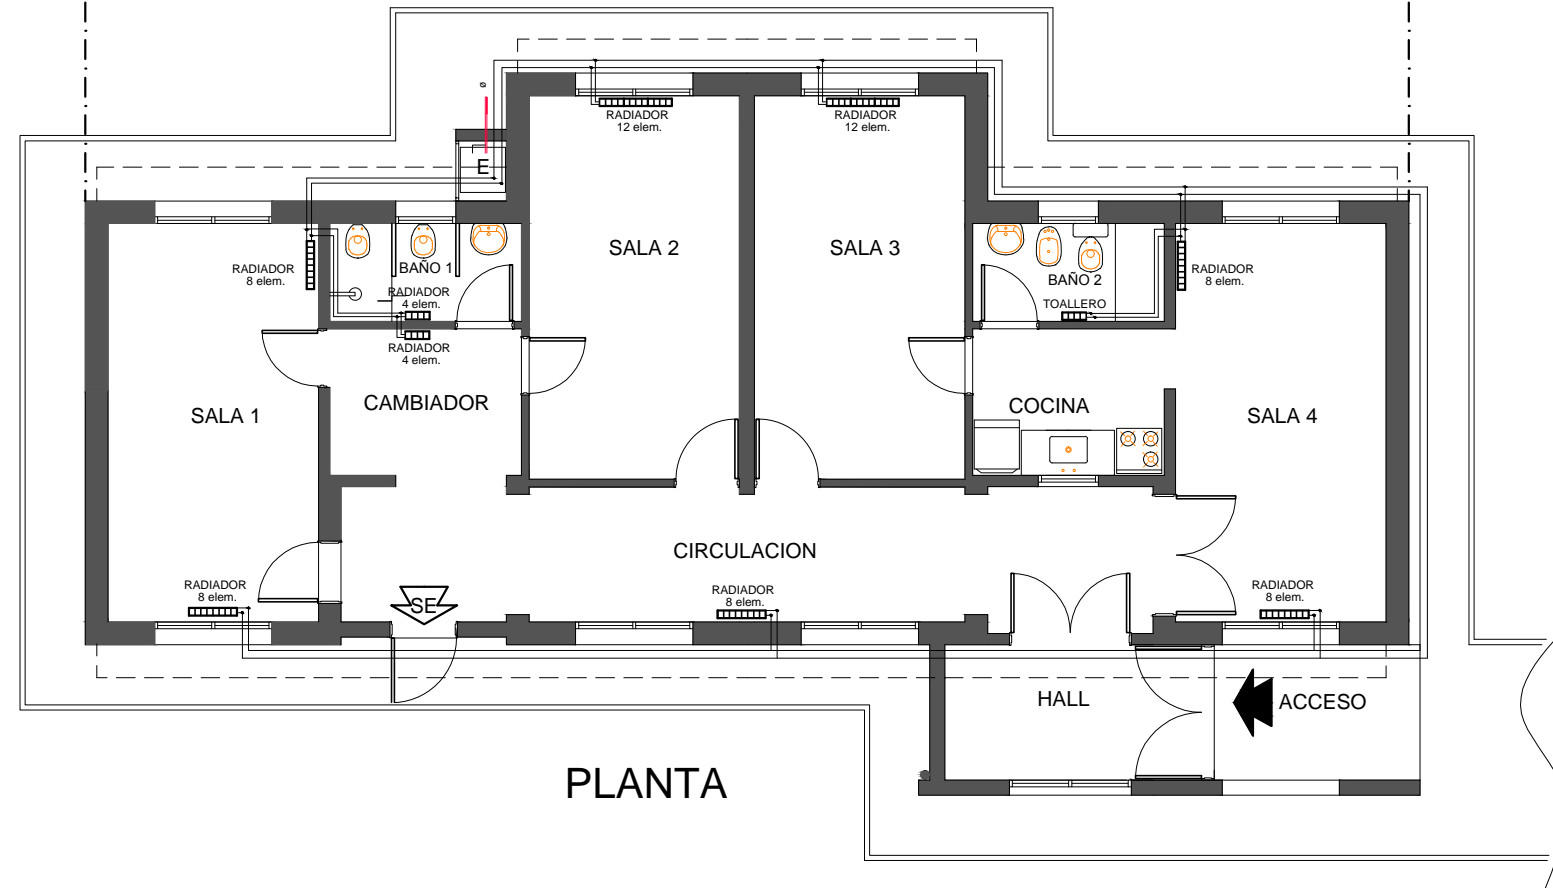 ø
RADIADOR
12 elem.
RADIADOR
12 elem.
E
SALA 2
SALA 3
RADIADOR
8 elem.
BAÑO 1
RADIADOR
4 elem.
RADIADOR
4 elem.
BAÑO 2
TOALLERO
RADIADOR
8 elem.
SALA 1
CAMBIADOR
COCINA
SALA 4
CIRCULACION
RADIADOR
8 elem.
SE
RADIADOR
8 elem.
RADIADOR
8 elem.
HALL
ACCESO
PLANTA